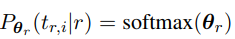 P_{θ_r}(t_{r,i}|r) = softmax(θ_r)